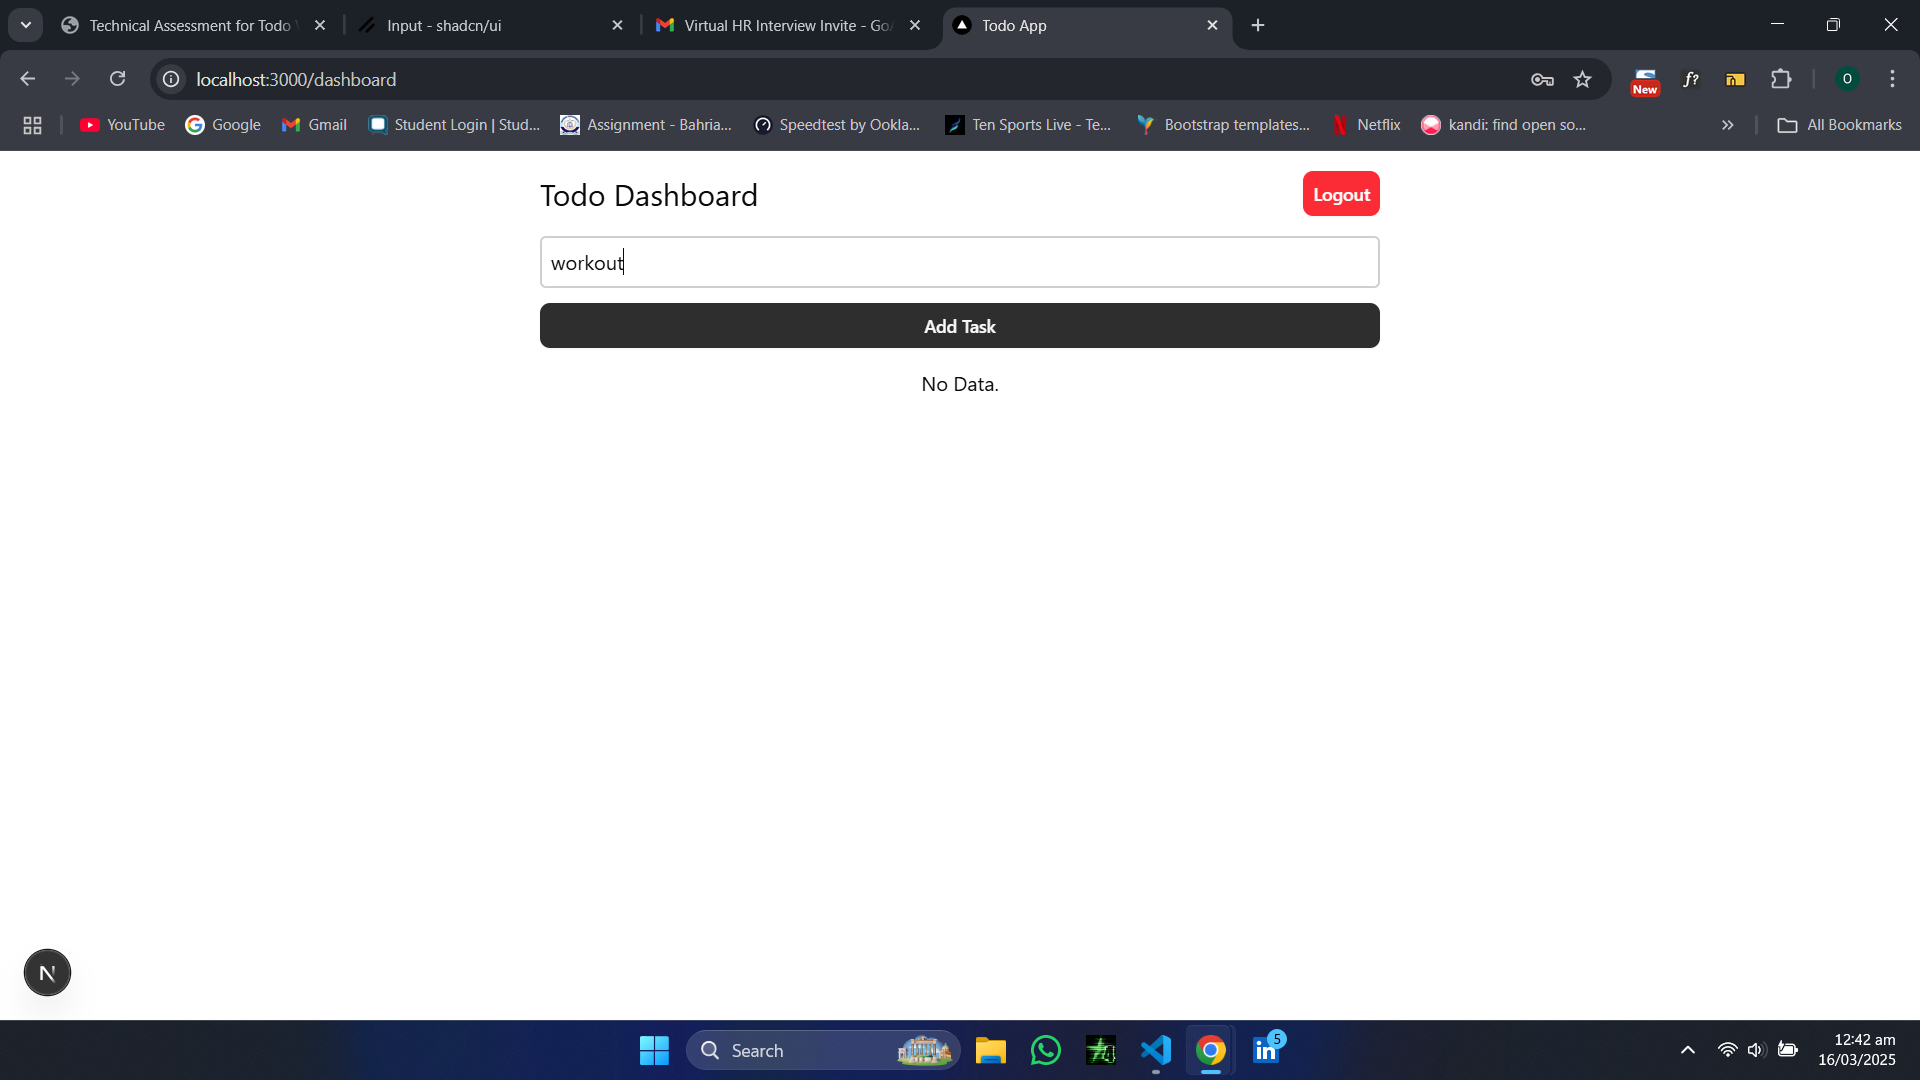 Technical Assessment for Todo
Input - shadcn/ui
Virtual HR Interview Invite - Go
Todo App
localhost:3000/dashboard
New
f?
O
YouTube
Google
Gmail
Student Login | Stud...
Assignment - Bahria...
Speedtest by Ookla...
Ten Sports Live - Te...
Bootstrap templates...
Netflix
kandi: find open so...
All Bookmarks
Todo Dashboard
Logout
workout
Add Task
No Data.
N
Search
in
5
12:42 am
16/03/2025